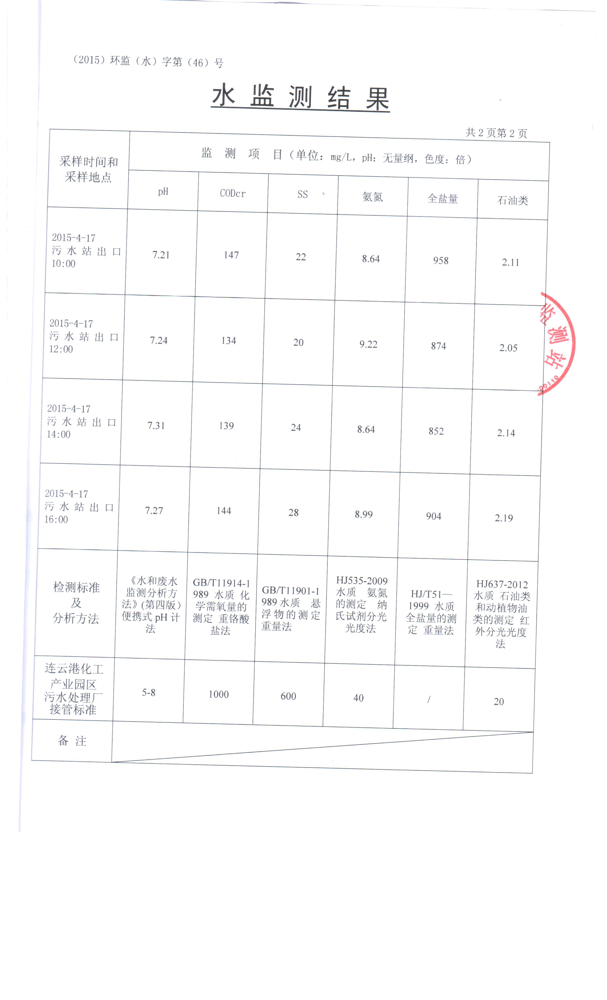 （2015）环监（水）字第（46）号
水 监 测 结 果
共 2 页第 2 页
采样时间和
采样地点
监 测 项 目（单位：mg/L，pH：无量纲，色度：倍）
pH
CODcr
SS
氨氮
全盐量
石油类
2015-4-17
污 水 站 出 口
10:00
7.21
147
22
8.64
958
2.11
2015-4-17
污 水 站 出 口
12:00
7.24
134
20
9.22
874
2.05
2015-4-17
污 水 站 出 口
14:00
7.31
139
24
8.64
852
2.14
2015-4-17
污 水 站 出 口
16:00
7.27
144
28
8.99
904
2.19
检测标准
及
分析方法
《水和废水
监测分析方
法》(第四版）
便携式 pH 计
法
GB/T11914-1
989 水质 化
学需氧量的
测定 重铬酸
盐法
GB/T11901-1
989 水质 悬
浮物的测定
重量法
HJ535-2009
水质 氨氮
的测定 纳
氏试剂分光
光度法
HJ/T51—
1999 水质
全盐量的测
定 重量法
HJ637-2012
水质 石油类
和动植物油
类的测定 红
外分光光度
法
连云港化工
产业园区
污水处理厂
接管标准
5-8
1000
600
40
/
20
备 注
监测站
00110